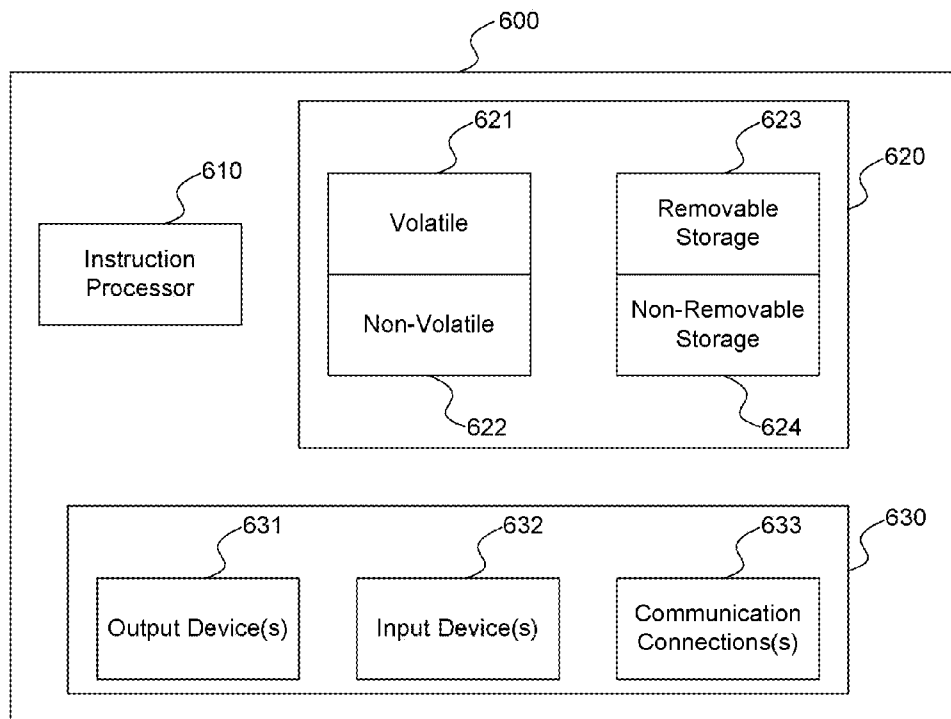 600
621
623
620
610
Volatile
Removable
Storage
Instruction
Processor
Non-Volatile
Non-Removable
Storage
622
624
631
632
633
630
Output Device(s)
Input Device(s)
Communication
Connections(s)